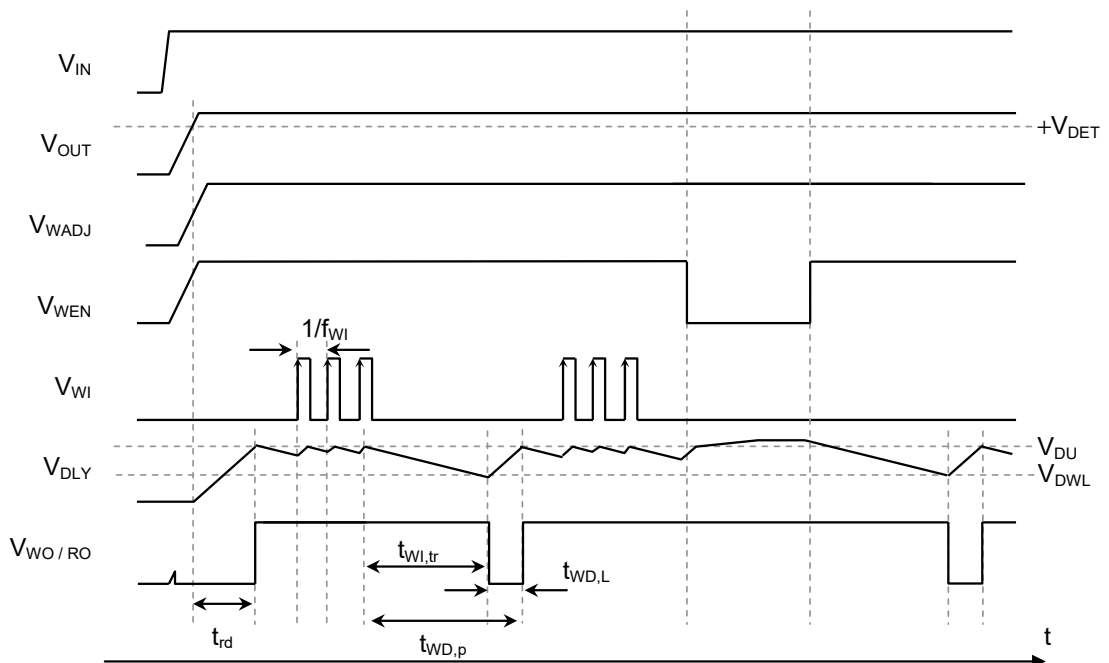 V_IN
V_OUT
+V_DET
V_WADJ
V_WEN
1/f_WI
V_WI
V_DLY
V_DU
V_DWL
V_WO / RO
t_WI,tr
t_WD,L
t_rd
t_WD,p
t